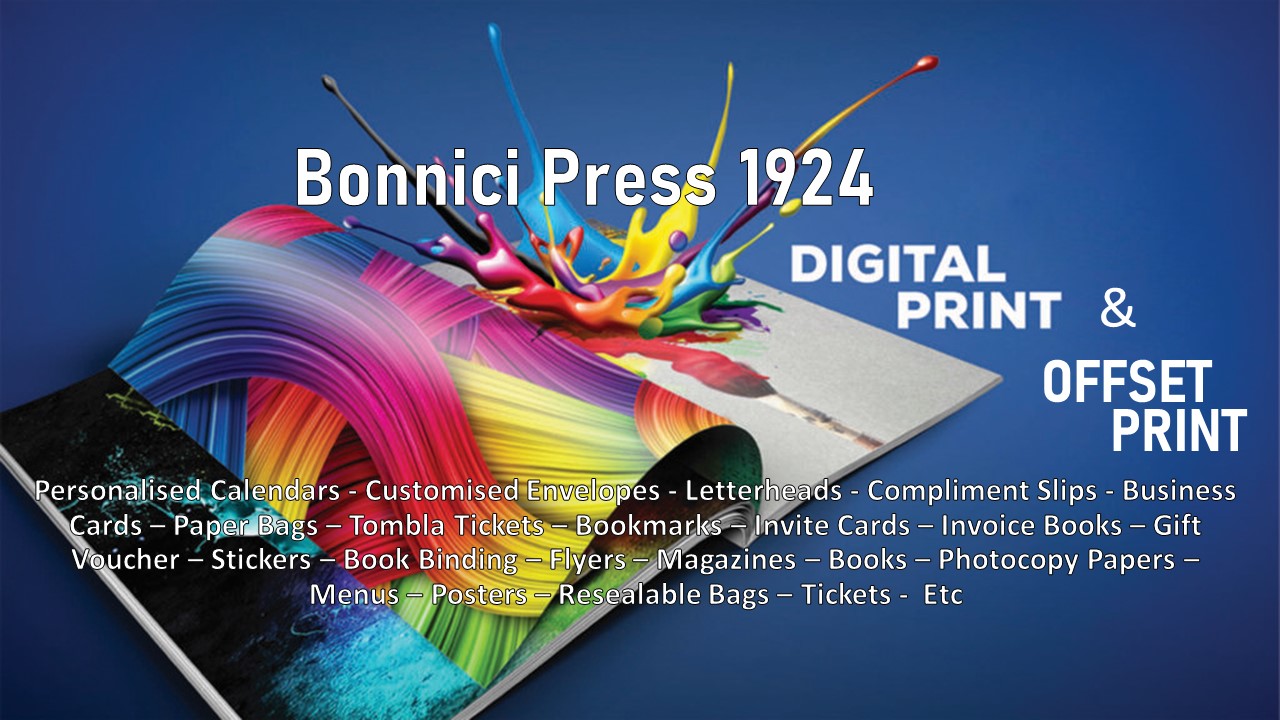 Bonnici Press 1924
DIGITAL
PRINT &
OFFSET
PRINT
Personalised Calendars - Customised Envelopes - Letterheads - Compliment Slips - Business
Cards – Paper Bags – Tombla Tickets – Bookmarks – Invite Cards – Invoice Books – Gift
Voucher – Stickers – Book Binding – Flyers – Magazines – Books – Photocopy Papers –
Menus – Posters – Resealable Bags – Tickets - Etc